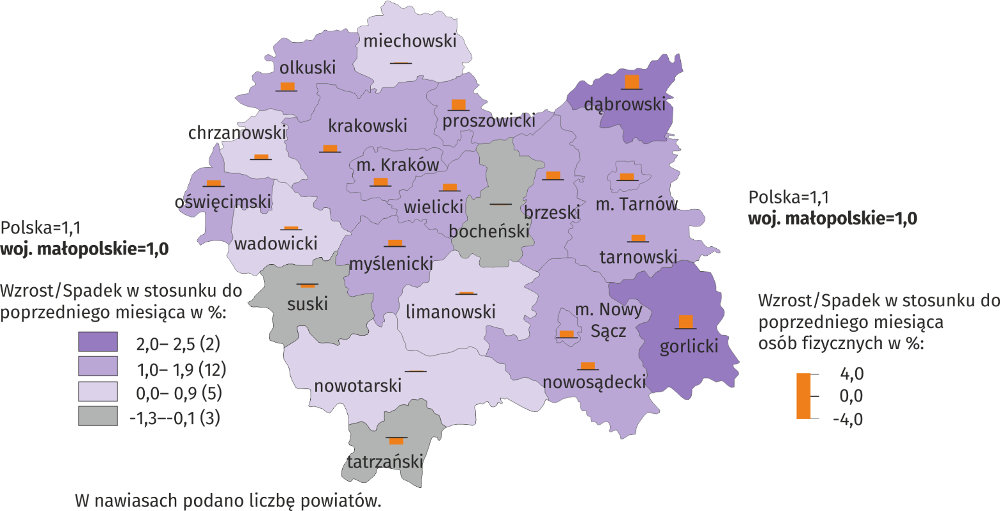 miechowski
olkuski
dąbrowski
proszowicki
krakowski
chrzanowski
m. Kraków
oświęcimski
wielicki
brzeski
m. Tarnów
bocheński
wadowicki
myślenicki
tarnowski
suski
limanowski
m. Nowy
Sącz
gorlicki
nowosądecki
nowotarski
tatrzański
Polska=1,1
woj. małopolskie=1,0
Wzrost/Spadek w stosunku do
poprzedniego miesiąca w %:
2,0– 2,5 (2)
1,0– 1,9 (12)
0,0– 0,9 (5)
-1,3–-0,1 (3)
Polska=1,1
woj. małopolskie=1,0
Wzrost/Spadek w stosunku do
poprzedniego miesiąca
osób fizycznych w %:
4,0
0,0
-4,0
W nawiasach podano liczbę powiatów.